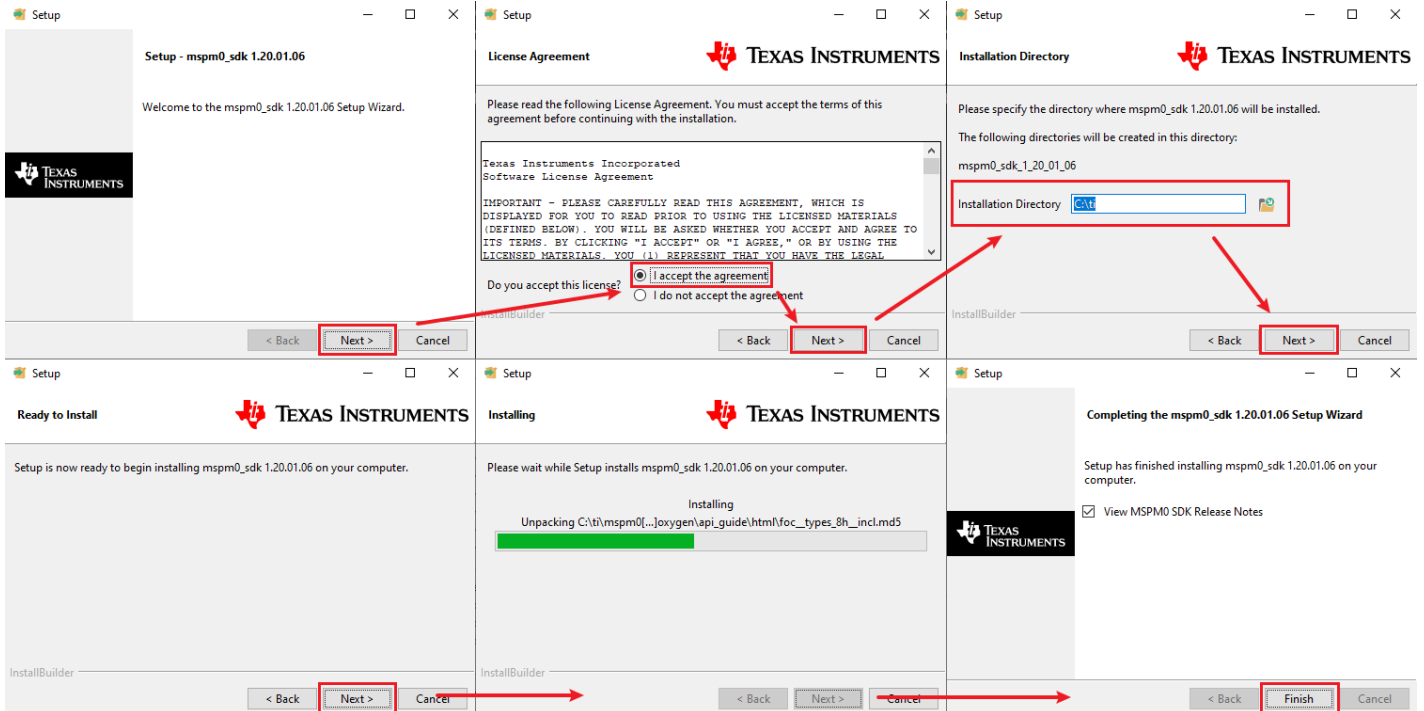 Setup
Setup - mspm0_sdk 1.20.01.06
Welcome to the mspm0_sdk 1.20.01.06 Setup Wizard.
TEXAS
INSTRUMENTS
< Back
Next >
Cancel
Setup
License Agreement
TEXAS INSTRUMENTS
Please read the following License Agreement. You must accept the terms of this
agreement before continuing with the installation.
Texas Instruments Incorporated
Software License Agreement
IMPORTANT - PLEASE CAREFULLY READ THIS AGREEMENT, WHICH IS
DISPLAYED FOR YOU TO READ PRIOR TO USING THE LICENSED MATERIALS
(DEFINED BELOW). YOU WILL BE ASKED WHETHER YOU ACCEPT AND AGREE TO
ITS TERMS. BY CLICKING "I ACCEPT" OR "I AGREE," OR BY USING THE
LICENSED MATERIALS, YOU (1) REPRESENT THAT YOU HAVE THE LEGAL
Do you accept this license?
I accept the agreement
I do not accept the agreement
InstallBuilder
< Back
Next >
Cancel
Setup
Installation Directory
TEXAS INSTRUMENTS
Please specify the directory where mspm0_sdk 1.20.01.06 will be installed.
The following directories will be created in this directory:
mspm0_sdk_1_20_01_06
Installation Directory
C:\ti
InstallBuilder
< Back
Next >
Cancel
Setup
Ready to Install
TEXAS INSTRUMENTS
Setup is now ready to begin installing mspm0_sdk 1.20.01.06 on your computer.
InstallBuilder
< Back
Next >
Cancel
Setup
Installing
TEXAS INSTRUMENTS
Please wait while Setup installs mspm0_sdk 1.20.01.06 on your computer.
Installing
Unpacking C:\ti\mspm0[...]oxygen\api_guide\html\foc__types_8h__incl.md5
InstallBuilder
< Back
Next >
Cancel
Setup
Completing the mspm0_sdk 1.20.01.06 Setup Wizard
Setup has finished installing mspm0_sdk 1.20.01.06 on your
computer.
View MSPM0 SDK Release Notes
TEXAS
INSTRUMENTS
< Back
Finish
Cancel